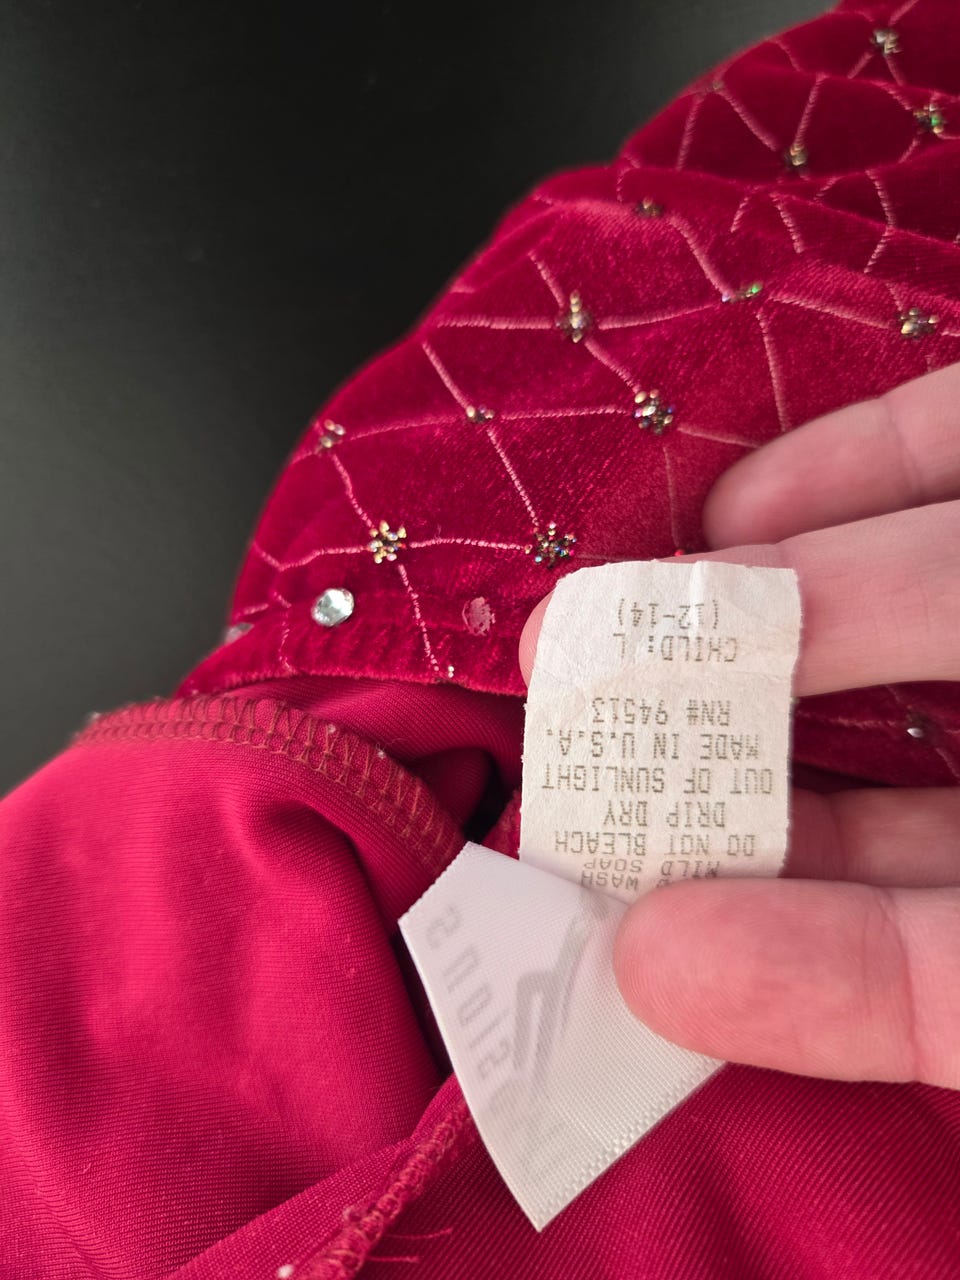 WASH
MILD SOAP
DO NOT BLEACH
DRIP DRY
OUT OF SUNLIGHT
MADE IN U.S.A.
RN# 94513
CHILD: L
(12-14)